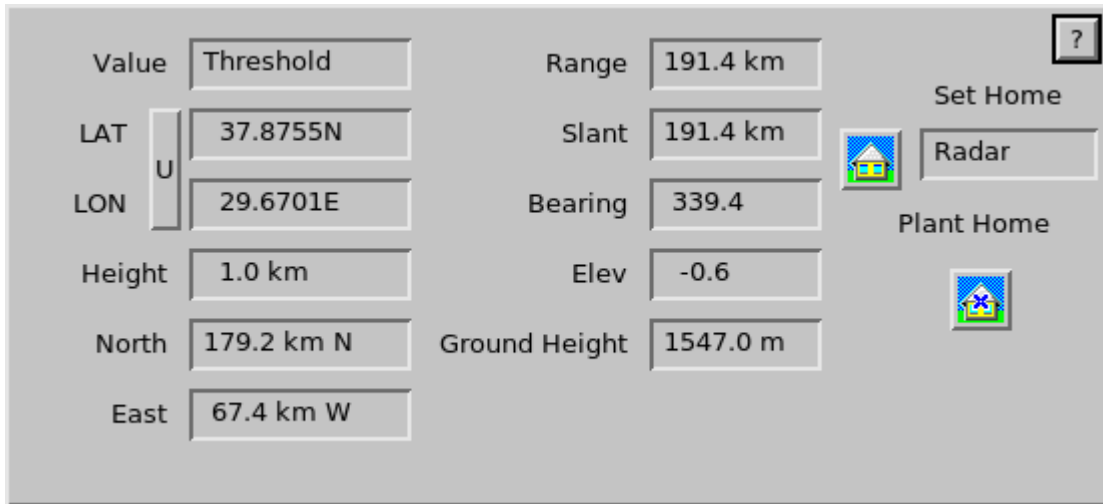 ?
Value Threshold Range 191.4 km
Set Home
LAT 37.8755N Slant 191.4 km
Radar
U
LON 29.6701E Bearing 339.4
Plant Home
Height 1.0 km Elev -0.6
North 179.2 km N Ground Height 1547.0 m
East 67.4 km W